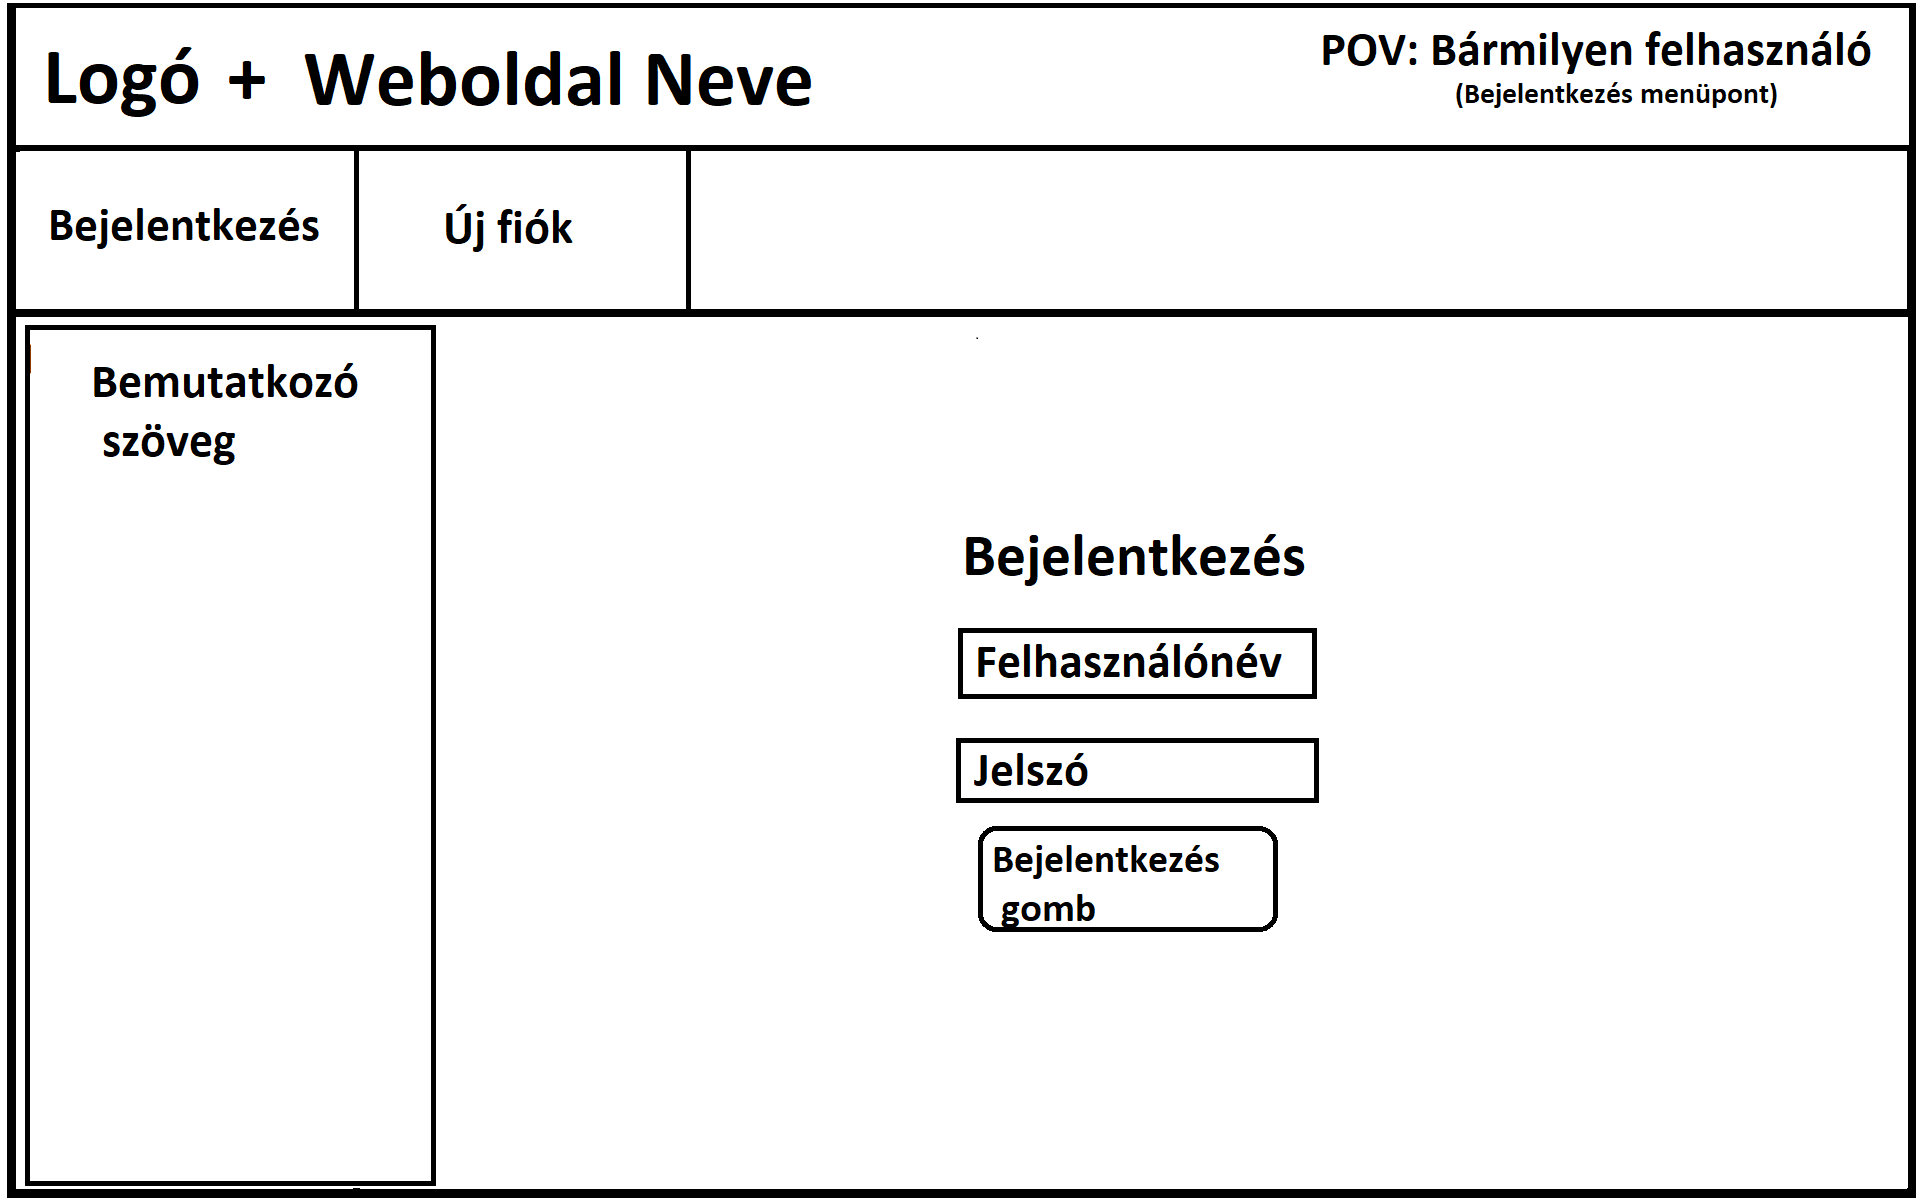 Logó + Weboldal Neve
POV: Bármilyen felhasználó
(Bejelentkezés menüpont)
Bejelentkezés
Új fiók
Bemutatkozó
szöveg
Bejelentkezés
Felhasználónév
Jelszó
Bejelentkezés
gomb